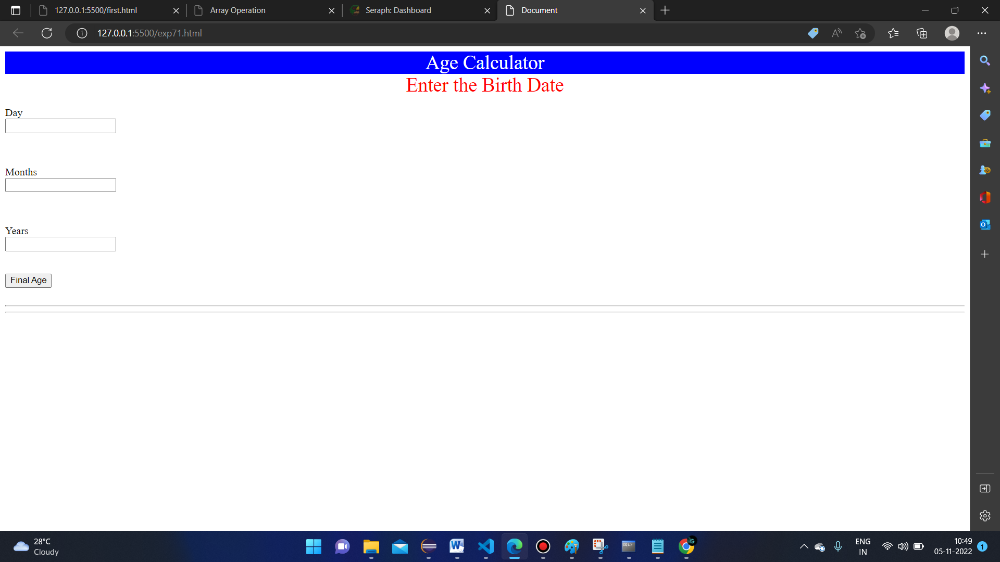 127.0.0.1:5500/first.html
Array Operation
Seraph: Dashboard
Document
127.0.0.1:5500/exp71.html
Age Calculator
Enter the Birth Date
Day
Months
Years
Final Age
28°C
Cloudy
ENG
IN
10:49
05-11-2022
1